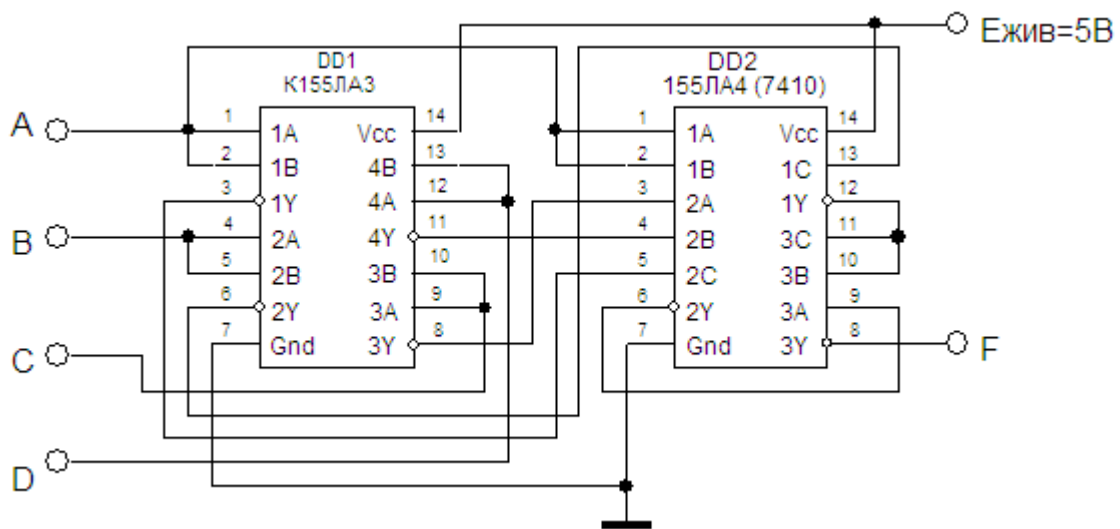 Eжив=5В
DD1
К155ЛА3
DD2
155ЛА4 (7410)
A
B
C
D
F
1 1A Vcc 14
2 1B 4B 13
3 1Y 4A 12
4 2A 4Y 11
5 2B 3B 10
6 2Y 3A 9
7 Gnd 3Y 8
1 1A Vcc 14
2 1B 1C 13
3 2A 1Y 12
4 2B 3C 11
5 2C 3B 10
6 2Y 3A 9
7 Gnd 3Y 8